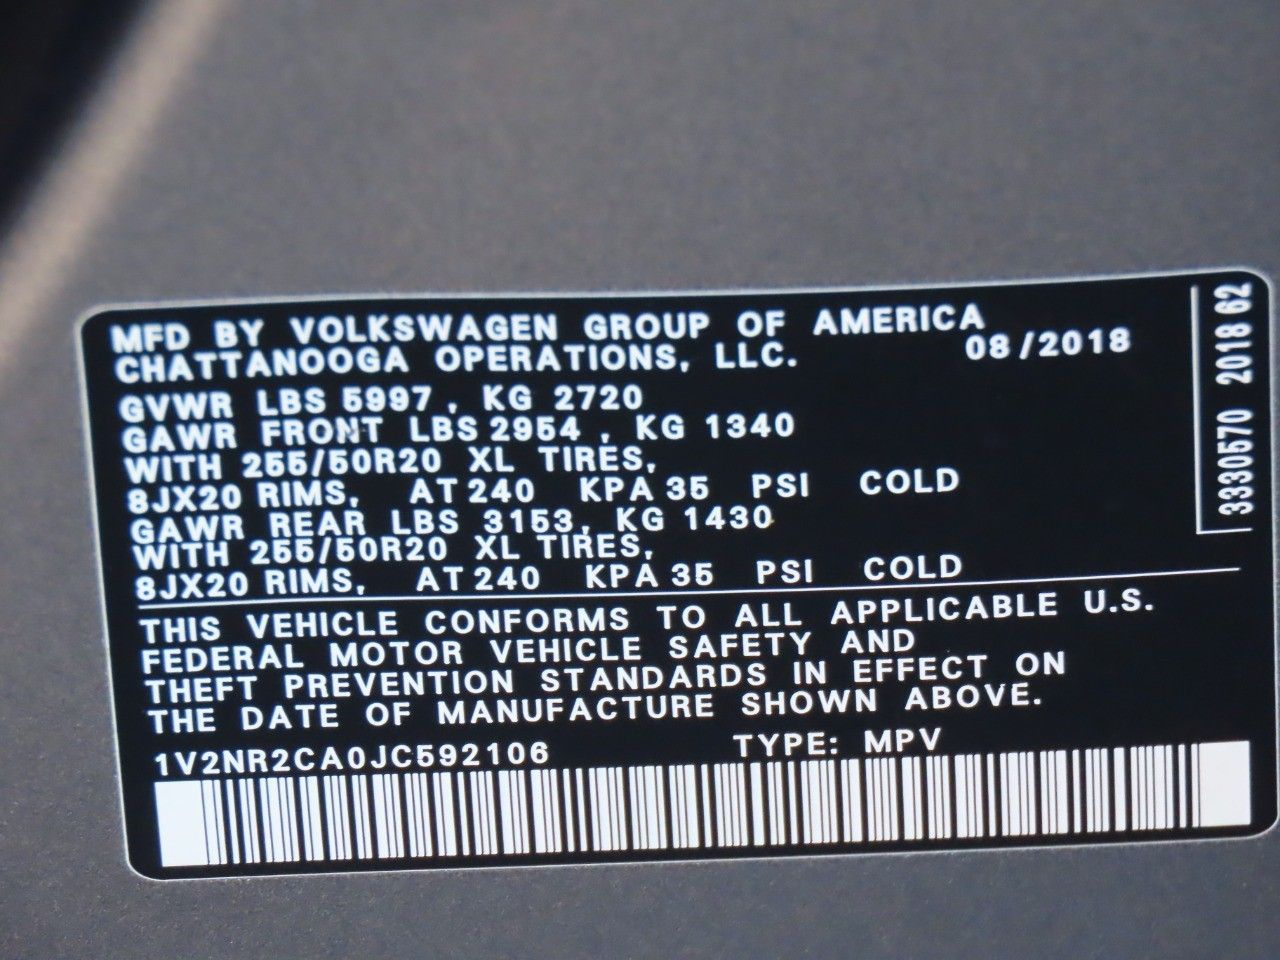 MFD BY VOLKSWAGEN GROUP OF AMERICA
CHATTANOOGA OPERATIONS, LLC. 08/2018
GVWR LBS 5997, KG 2720
GAWR FRONT LBS 2954, KG 1340
WITH 255/50R20 XL TIRES,
8JX20 RIMS, AT 240 KPA 35 PSI COLD
GAWR REAR LBS 3153, KG 1430
WITH 255/50R20 XL TIRES,
8JX20 RIMS, AT 240 KPA 35 PSI COLD
THIS VEHICLE CONFORMS TO ALL APPLICABLE U.S.
FEDERAL MOTOR VEHICLE SAFETY AND
THEFT PREVENTION STANDARDS IN EFFECT ON
THE DATE OF MANUFACTURE SHOWN ABOVE.
1V2NR2CA0JC592106 TYPE: MPV
3330570 2018 62